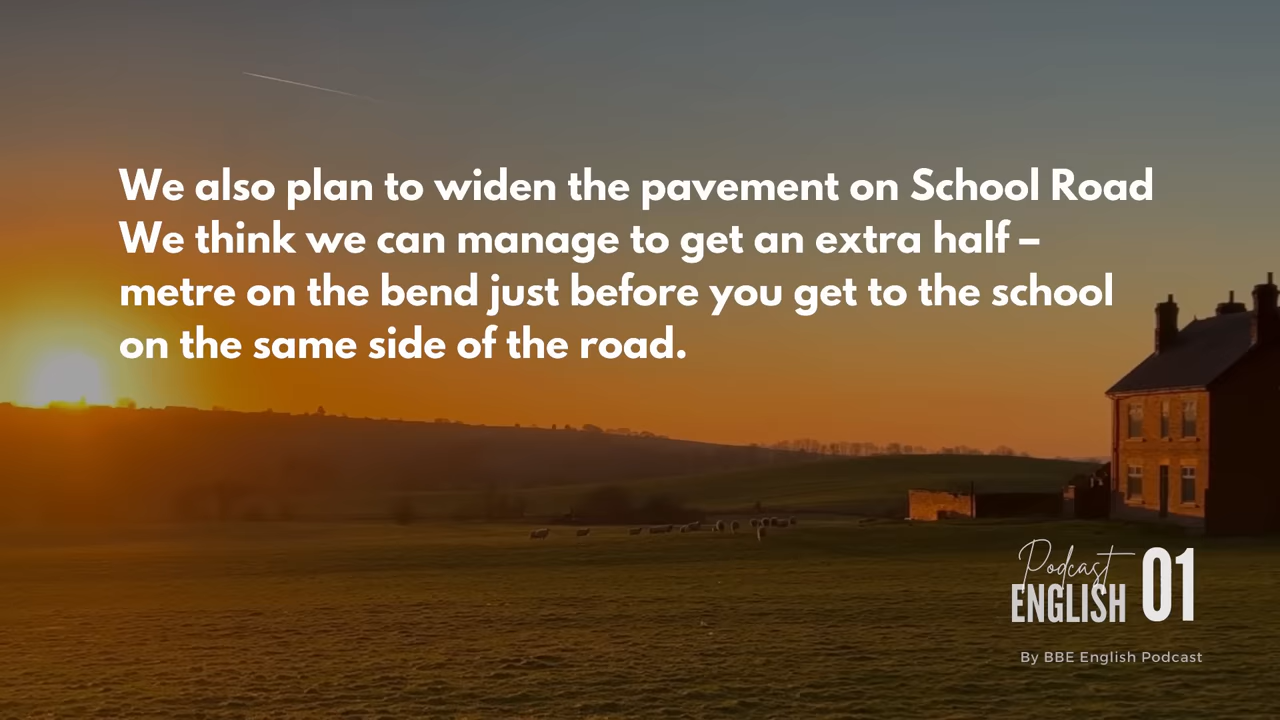 We also plan to widen the pavement on School Road
We think we can manage to get an extra half –
metre on the bend just before you get to the school
on the same side of the road.
Podcast
ENGLISH 01
By BBE English Podcast